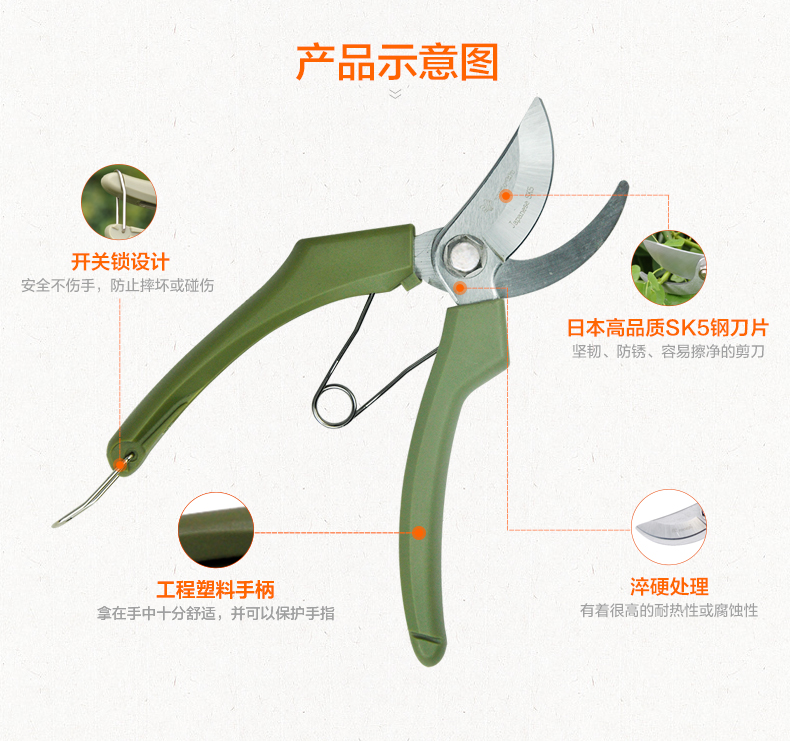 产品示意图
Japanese SK5
开关锁设计
安全不伤手，防止摔坏或碰伤
日本高品质SK5钢刀片
坚韧、防锈、容易擦净的剪刀
工程塑料手柄
拿在手中十分舒适，并可以保护手指
淬硬处理
有着很高的耐热性或腐蚀性